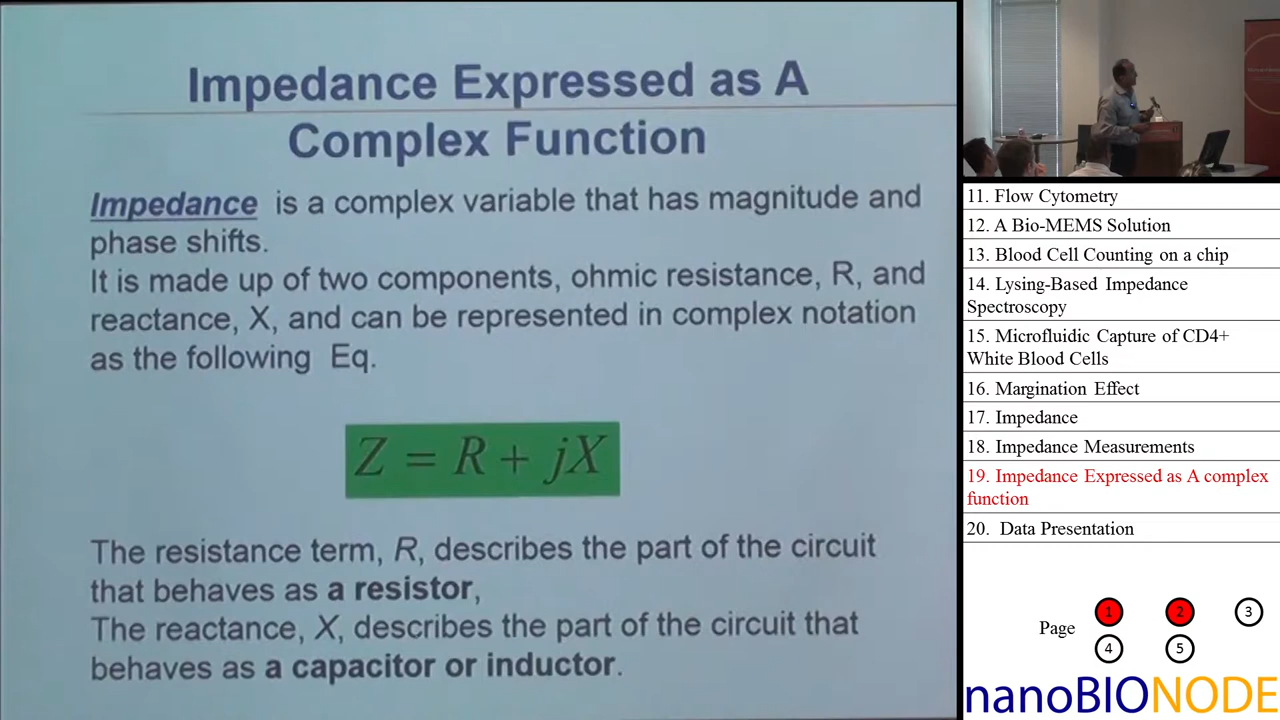 Impedance Expressed as A
Complex Function
Impedance is a complex variable that has magnitude and
phase shifts.
It is made up of two components, ohmic resistance, R, and
reactance, X, and can be represented in complex notation
as the following Eq.
Z = R + jX
The resistance term, R, describes the part of the circuit
that behaves as a resistor,
The reactance, X, describes the part of the circuit that
behaves as a capacitor or inductor.
11. Flow Cytometry
12. A Bio-MEMS Solution
13. Blood Cell Counting on a chip
14. Lysing-Based Impedance
Spectroscopy
15. Microfluidic Capture of CD4+
White Blood Cells
16. Margination Effect
17. Impedance
18. Impedance Measurements
19. Impedance Expressed as A complex
function
20. Data Presentation
Page 1 2 3
4 5
nanoBIONODE